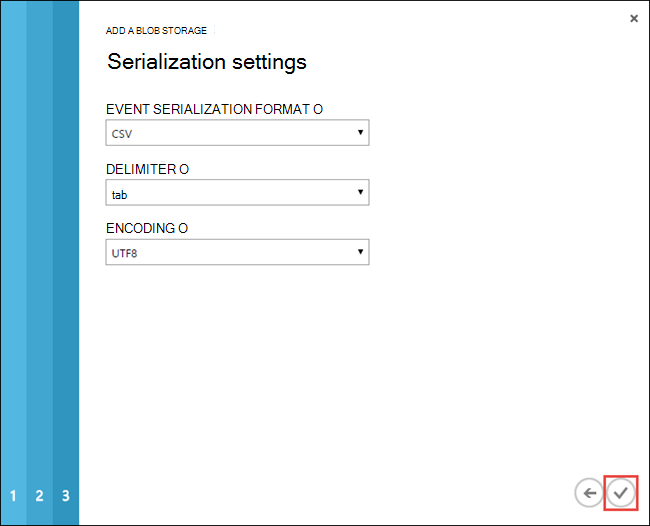 ADD A BLOB STORAGE
Serialization settings
EVENT SERIALIZATION FORMAT O
CSV
DELIMITER O
tab
ENCODING O
UTF8
1 2 3